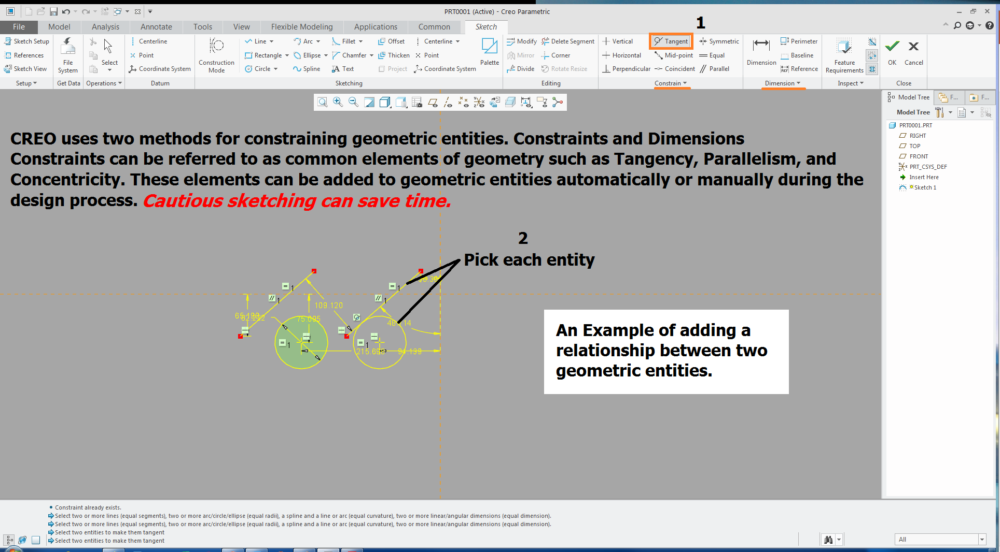 PRT0001 (Active) - Creo Parametric
File Model Analysis Annotate Tools View Flexible Modeling Applications Common Sketch
1
Sketch Setup
References
Sketch View
Setup
File System
Get Data
Select
Operations
Centerline
Point
Coordinate System
Datum
Construction Mode
Line Arc Fillet Offset Centerline
Rectangle Ellipse Chamfer Thicken Point
Circle Spline Text Project Coordinate System
Palette
Sketching
Modify Delete Segment
Mirror Corner
Divide Rotate Resize
Editing
Vertical Tangent Symmetric
Horizontal Mid-point Equal
Perpendicular Coincident Parallel
Constrain
Dimension
Perimeter
Baseline
REF Reference
Dimension
Feature Requirements
Inspect
OK Cancel
Close
CREO uses two methods for constraining geometric entities. Constraints and Dimensions
Constraints can be referred to as common elements of geometry such as Tangency, Parallelism, and
Concentricity. These elements can be added to geometric entities automatically or manually during the
design process. Cautious sketching can save time.
2
Pick each entity
109.120
75.095
215.698
94.139
1
1
1
1
1
1
An Example of adding a
relationship between two
geometric entities.
Model Tree F... F...
Model Tree
PRT0001.PRT
RIGHT
TOP
FRONT
PRT_CSYS_DEF
Insert Here
Sketch 1
Constraint already exists.
Select two or more lines (equal segments), two or more arc/circle/ellipse (equal radii), a spline and a line or arc (equal curvature), two or more linear/angular dimensions (equal dimension).
Select two or more lines (equal segments), two or more arc/circle/ellipse (equal radii), a spline and a line or arc (equal curvature), two or more linear/angular dimensions (equal dimension).
Select two entities to make them tangent
Select two entities to make them tangent
All